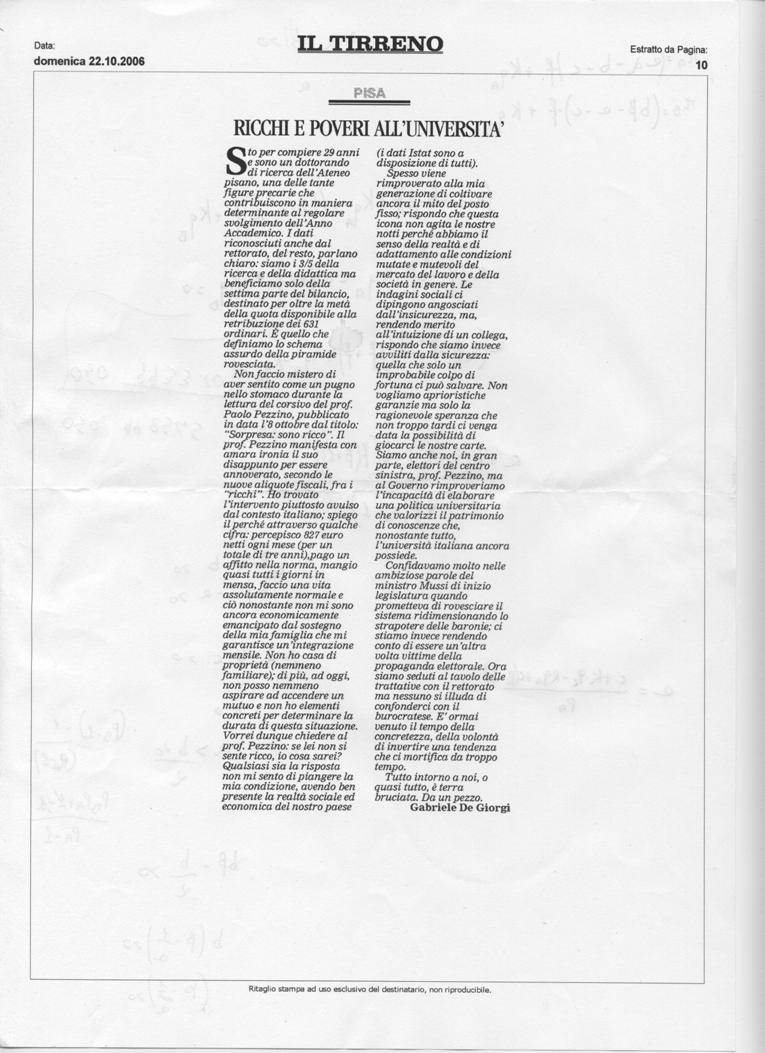 Data:
domenica 22.10.2006
IL TIRRENO
Estratto da Pagina:
10
PISA
RICCHI E POVERI ALL'UNIVERSITA'
Sto per compiere 29 anni
e sono un dottorando
di ricerca dell'Ateneo
pisano, una delle tante
figure precarie che
contribuiscono in maniera
determinante al regolare
svolgimento dell'Anno
Accademico. I dati
riconosciuti anche dal
rettorato, del resto, parlano
chiaro: siamo i 3/5 della
ricerca e della didattica ma
beneficiamo solo della
settima parte del bilancio,
destinato per oltre la metà
della quota disponibile alla
retribuzione dei 631
ordinari. È quello che
definiamo lo schema
assurdo della piramide
rovesciata.
Non faccio mistero di
aver sentito come un pugno
nello stomaco durante la
lettura del corsivo del prof.
Paolo Pezzino, pubblicato
in data l'8 ottobre dal titolo:
"Sorpresa: sono ricco". Il
prof. Pezzino manifesta con
amara ironia il suo
disappunto per essere
annoverato, secondo le
nuove aliquote fiscali, fra i
"ricchi". Ho trovato
l'intervento piuttosto avulso
dal contesto italiano; spiego
il perché attraverso qualche
cifra: percepisco 827 euro
netti ogni mese (per un
totale di tre anni),pago un
affitto nella norma, mangio
quasi tutti i giorni in
mensa, faccio una vita
assolutamente normale e
ciò nonostante non mi sono
ancora economicamente
emancipato dal sostegno
della mia famiglia che mi
garantisce un'integrazione
mensile. Non ho casa di
proprietà (nemmeno
familiare); di più, ad oggi,
non posso nemmeno
aspirare ad accendere un
mutuo e non ho elementi
concreti per determinare la
durata di questa situazione.
Vorrei dunque chiedere al
prof. Pezzino: se lei non si
sente ricco, io cosa sarei?
Qualsiasi sia la risposta
non mi sento di piangere la
mia condizione, avendo ben
presente la realtà sociale ed
economica del nostro paese
(i dati Istat sono a
disposizione di tutti).
Spesso viene
rimproverato alla mia
generazione di coltivare
ancora il mito del posto
fisso; rispondo che questa
icona non agita le nostre
notti perché abbiamo il
senso della realtà e di
adattamento alle condizioni
mutate e mutevoli del
mercato del lavoro e della
società in genere. Le
indagini sociali ci
dipingono angosciati
dall'insicurezza, ma,
rendendo merito
all'intuizione di un collega,
rispondo che siamo invece
avviliti dalla sicurezza:
quella che solo un
improbabile colpo di
fortuna ci può salvare. Non
vogliamo aprioristiche
garanzie ma solo la
ragionevole speranza che
non troppo tardi ci venga
data la possibilità di
giocarci le nostre carte.
Siamo anche noi, in gran
parte, elettori del centro
sinistra, prof. Pezzino, ma
al Governo rimproveriamo
l'incapacità di elaborare
una politica universitaria
che valorizzi il patrimonio
di conoscenze che,
nonostante tutto,
l'università italiana ancora
possiede.
Confidavamo molto nelle
ambiziose parole del
ministro Mussi di inizio
legislatura quando
prometteva di rovesciare il
sistema ridimensionando lo
strapotere delle baronie; ci
stiamo invece rendendo
conto di essere un'altra
volta vittime della
propaganda elettorale. Ora
siamo seduti al tavolo delle
trattative con il rettorato
ma nessuno si illuda di
confonderci con il
burocratese. E' ormai
venuto il tempo della
concretezza, della volontà
di invertire una tendenza
che ci mortifica da troppo
tempo.
Tutto intorno a noi, o
quasi tutto, è terra
bruciata. Da un pezzo.
Gabriele De Giorgi
Ritaglio stampa ad uso esclusivo del destinatario, non riproducibile.